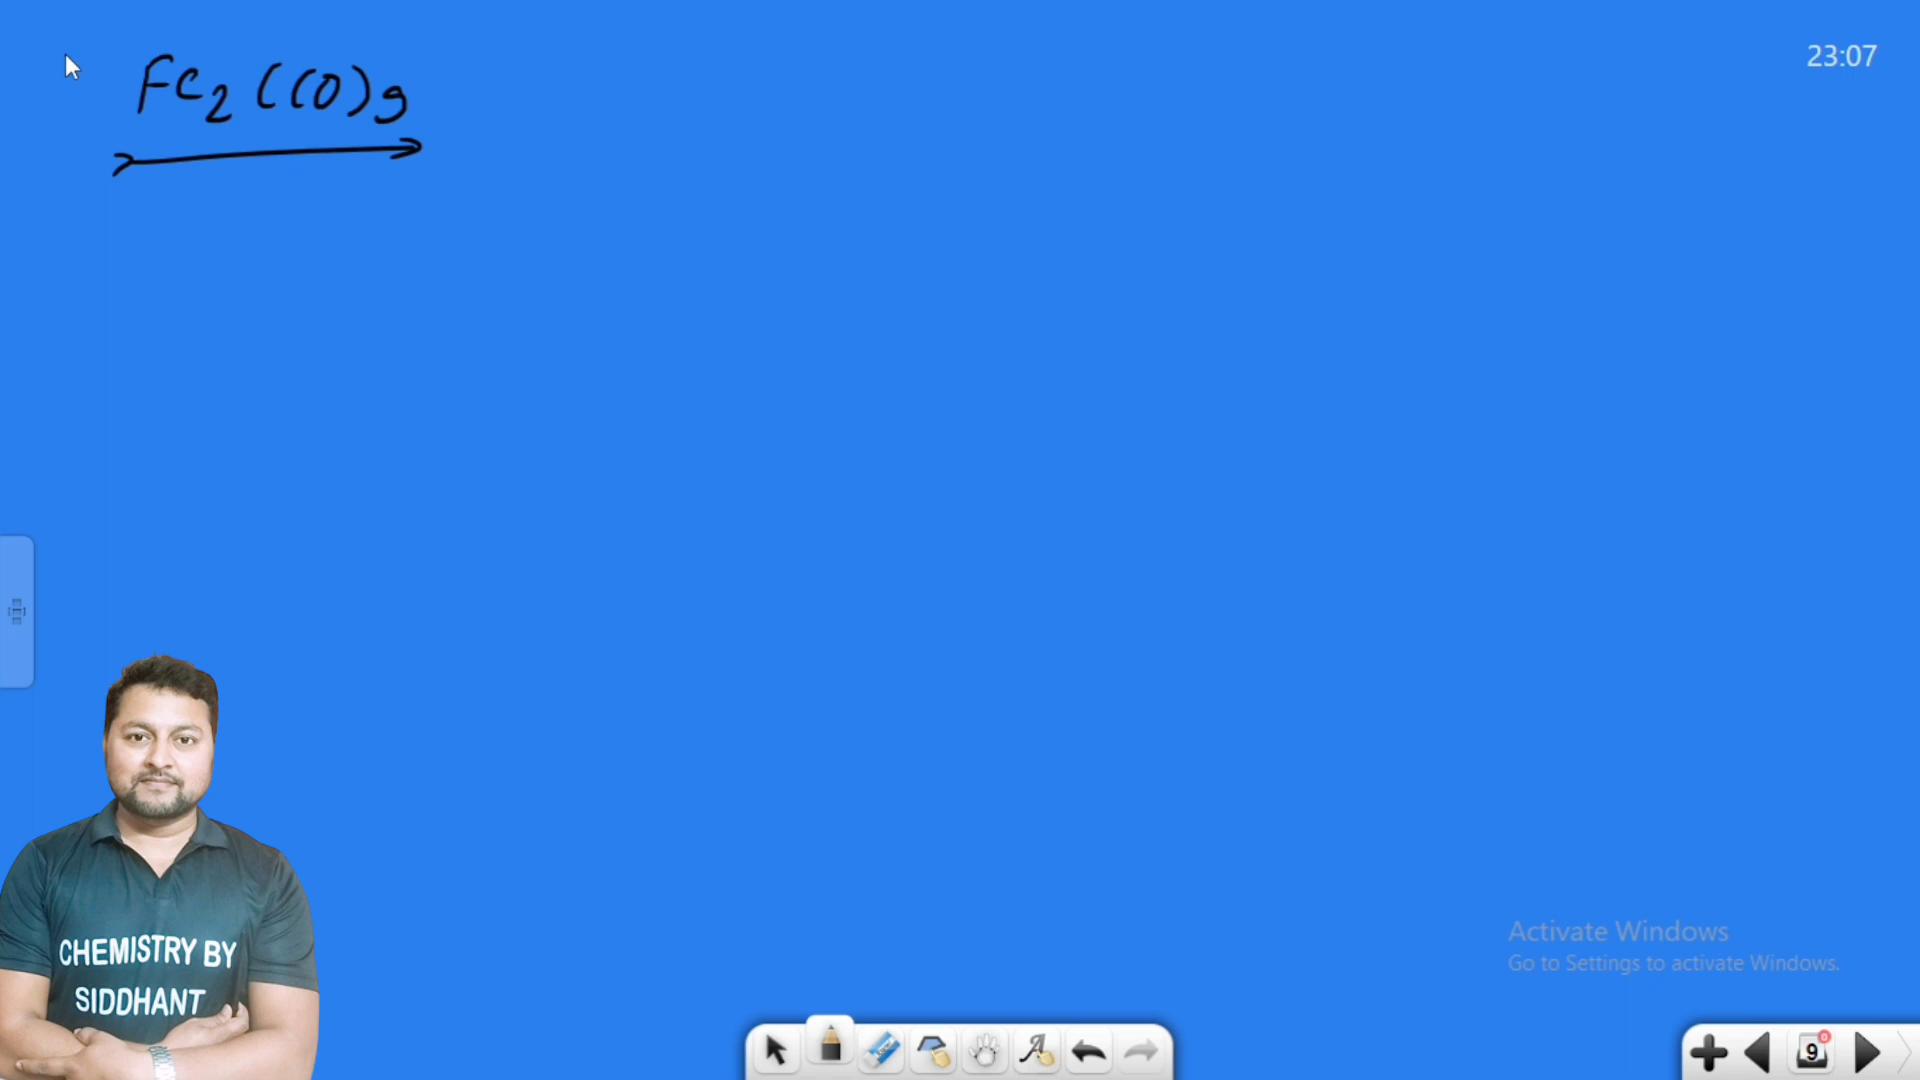 Fe₂(CO)₉
23:07
CHEMISTRY BY
SIDDHANT
Activate Windows
Go to Settings to activate Windows.
9